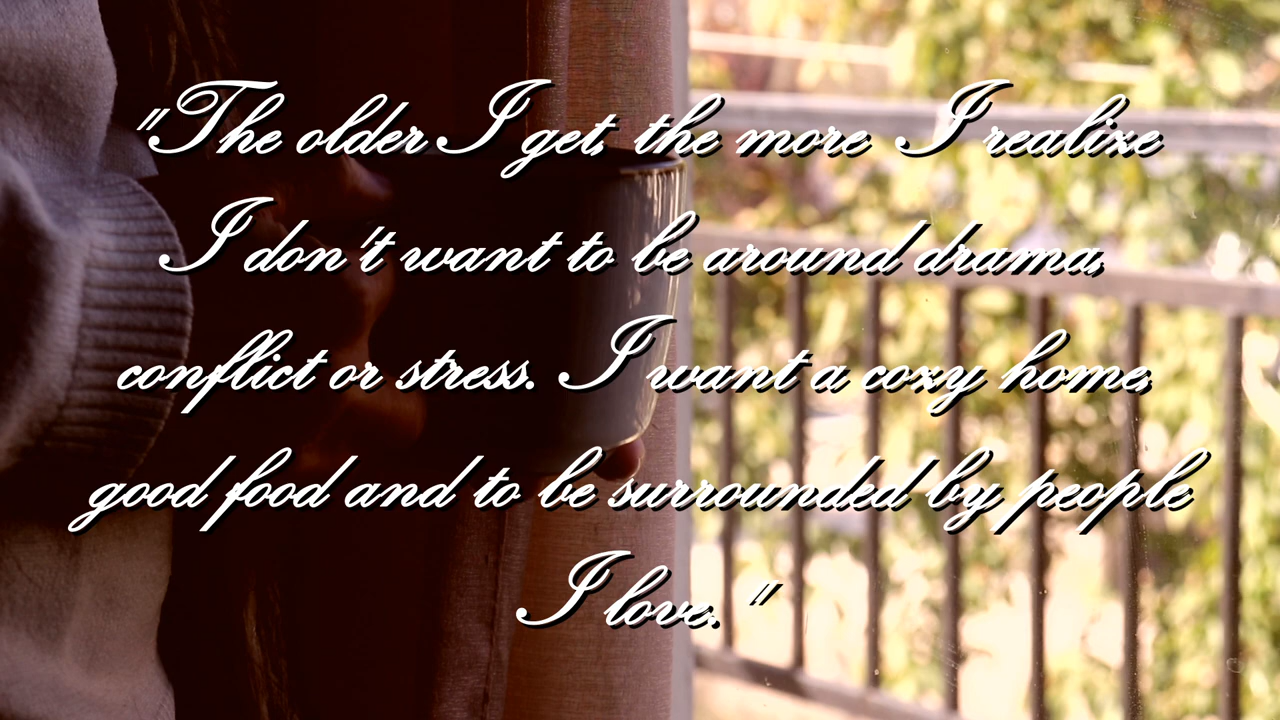 "The older I get, the more I realize
I don't want to be around drama,
conflict or stress. I want a cozy home,
good food and to be surrounded by people
I love."